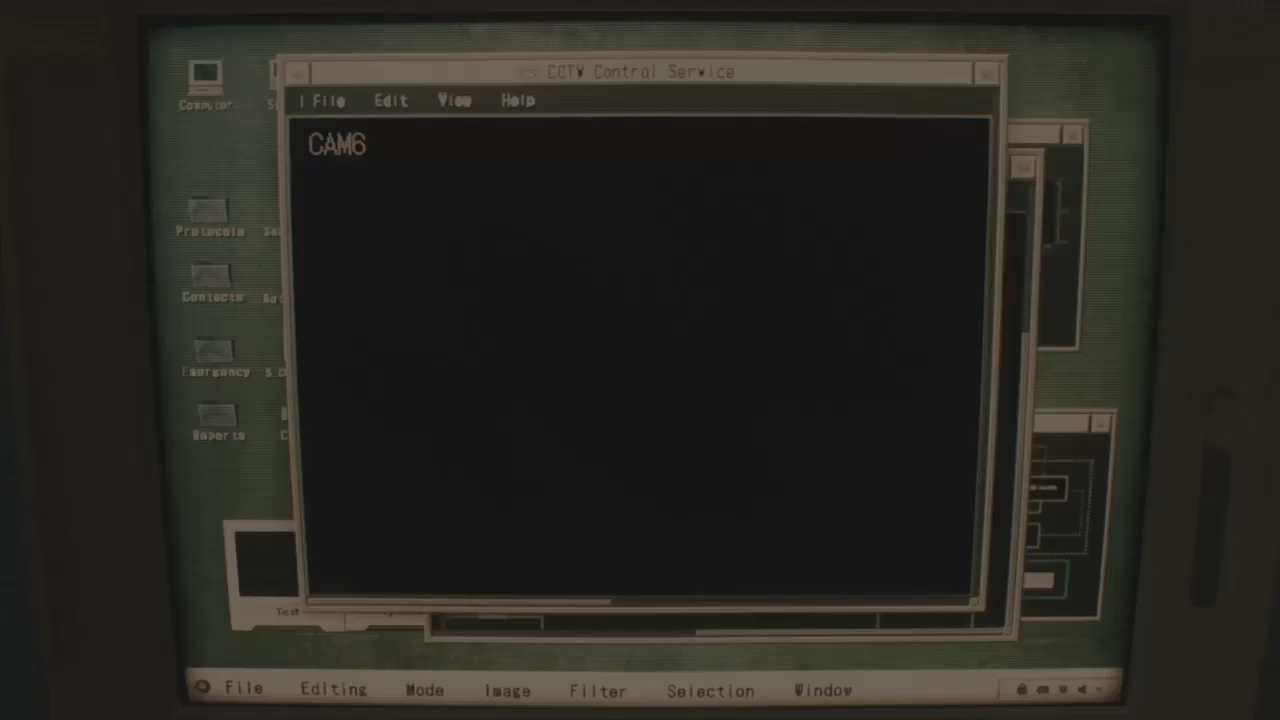 CCTV Control Service
File Edit View Help
CAM6
Computer
Protocols
Contacts
Emergency
Reports
Test
File Editing Mode Image Filter Selection Window